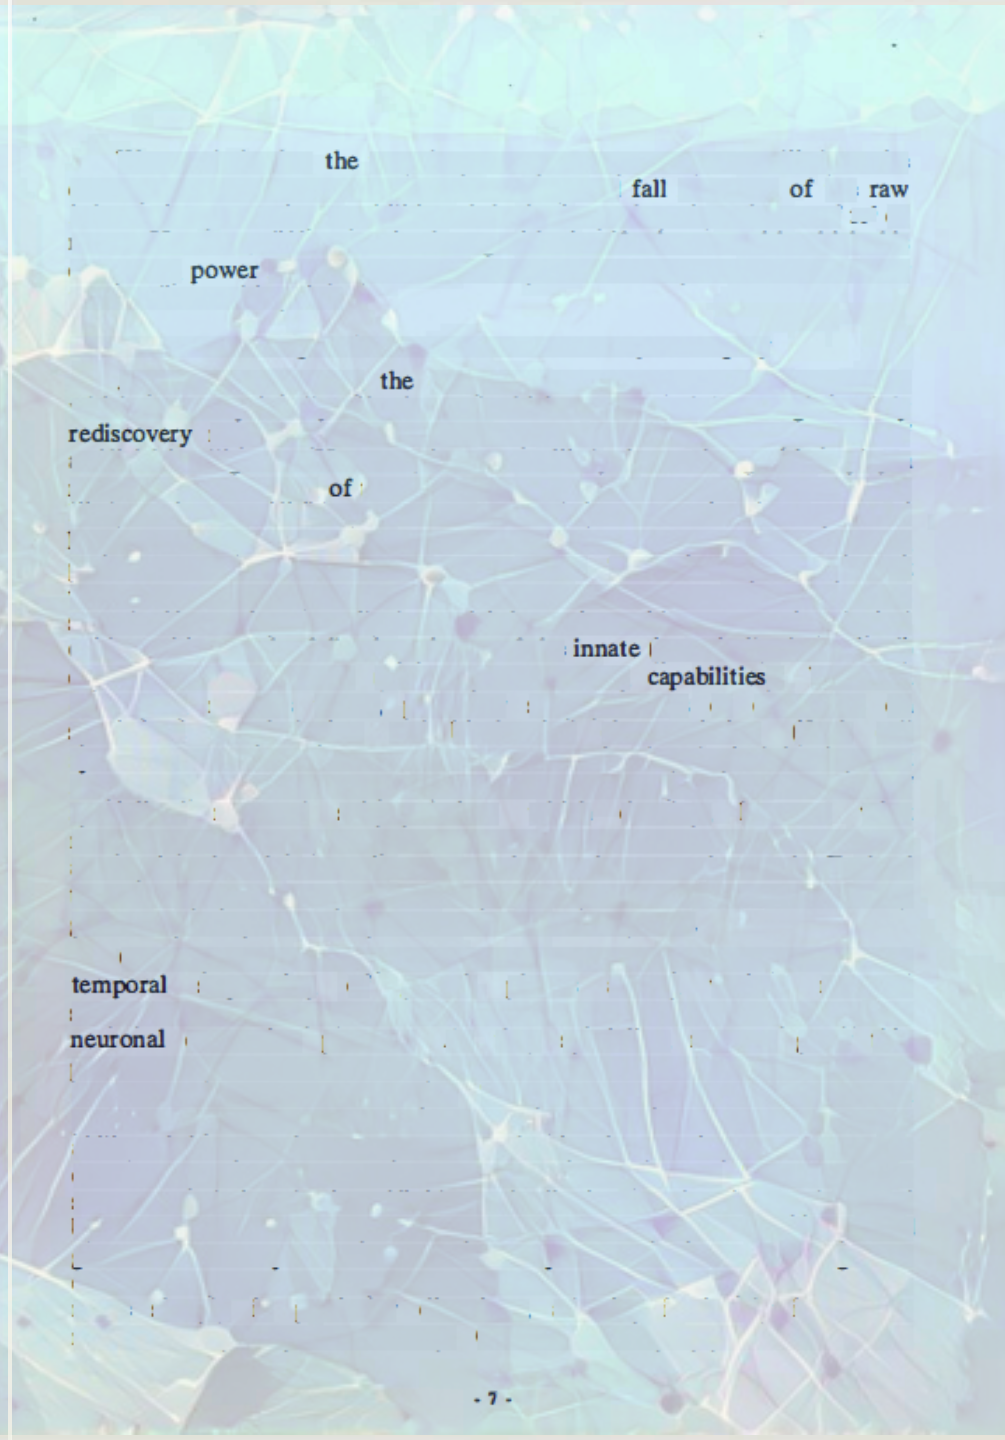 the
fall of raw
power
the
rediscovery
of
innate
capabilities
temporal
neuronal
- 7 -